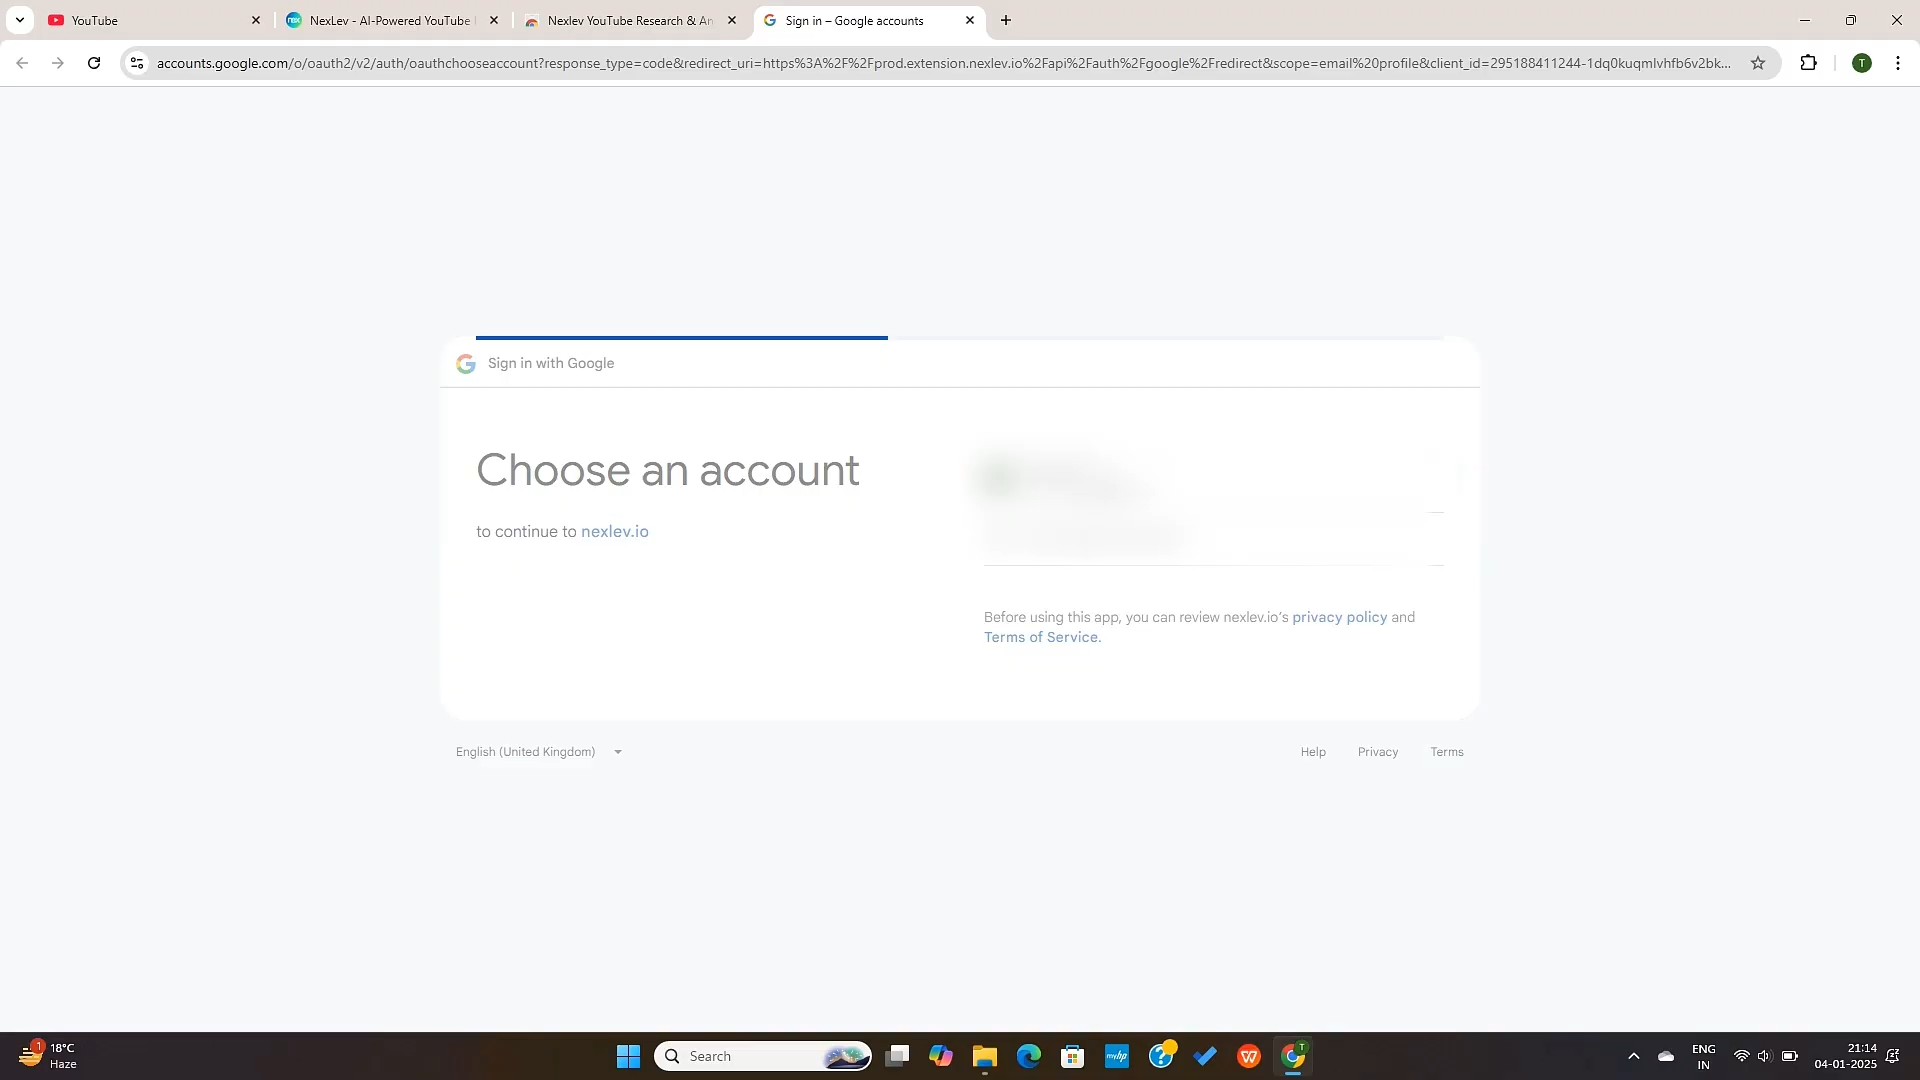 YouTube
NexLev - AI-Powered YouTube
Nexlev YouTube Research & An
Sign in – Google accounts
accounts.google.com/o/oauth2/v2/auth/oauthchooseaccount?response_type=code&redirect_uri=https%3A%2F%2Fprod.extension.nexlev.io%2Fapi%2Fauth%2Fgoogle%2Fredirect&scope=email%20profile&client_id=295188411244-1dq0kuqmlvhfb6v2bk...
T
Sign in with Google
Choose an account
to continue to nexlev.io
Before using this app, you can review nexlev.io's privacy policy and
Terms of Service.
English (United Kingdom)
Help
Privacy
Terms
1
18°C
Haze
Search
myhp
T
ENG
IN
21:14
04-01-2025